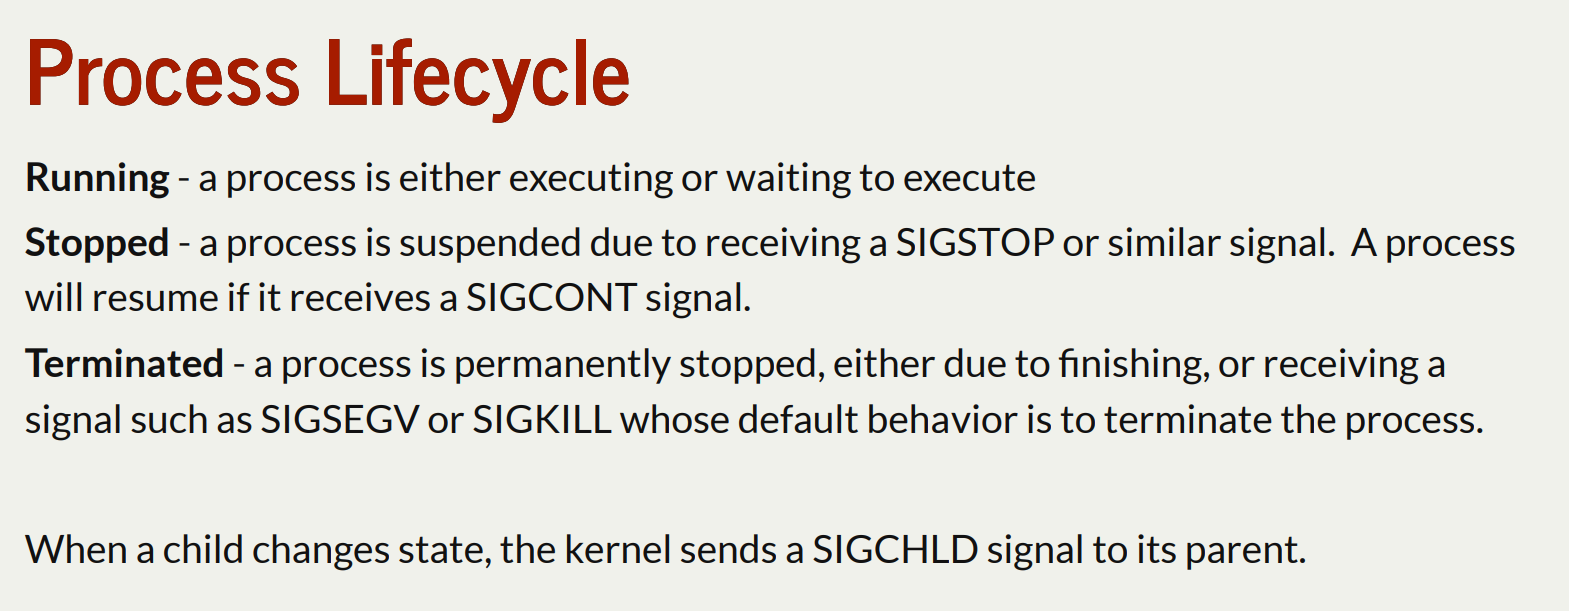 Process Lifecycle
Running - a process is either executing or waiting to execute
Stopped - a process is suspended due to receiving a SIGSTOP or similar signal.  A process
will resume if it receives a SIGCONT signal.
Terminated - a process is permanently stopped, either due to finishing, or receiving a
signal such as SIGSEGV or SIGKILL whose default behavior is to terminate the process.
When a child changes state, the kernel sends a SIGCHLD signal to its parent.